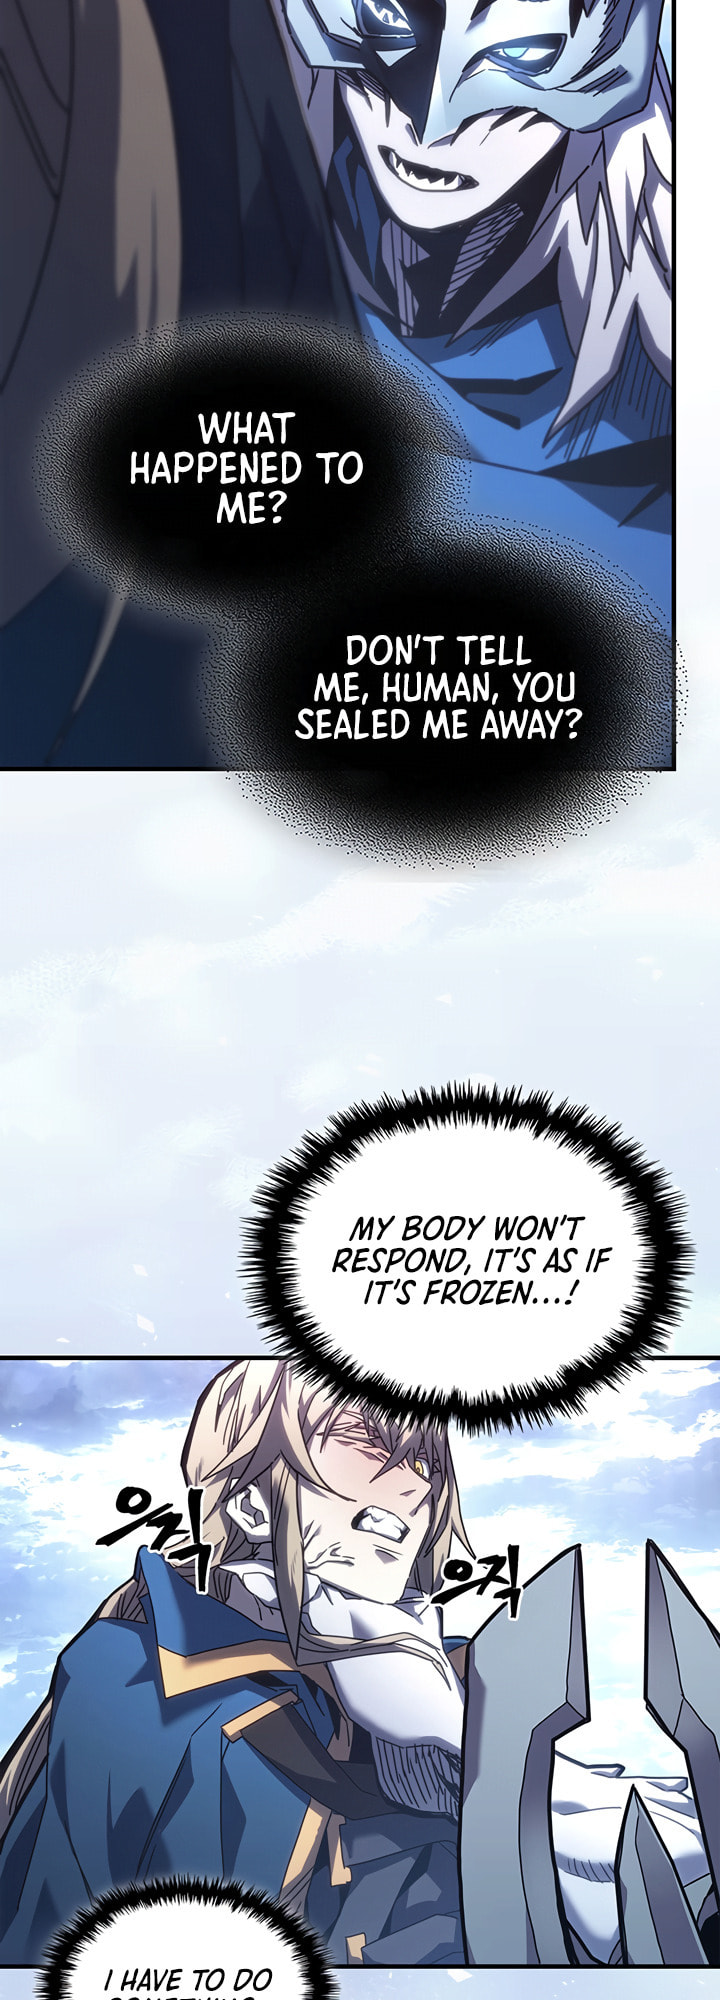 WHAT
HAPPENED TO
ME?
DON'T TELL
ME, HUMAN, YOU
SEALED ME AWAY?
MY BODY WON'T
RESPOND, IT'S AS IF
IT'S FROZEN...!
으직
으직
I HAVE TO DO